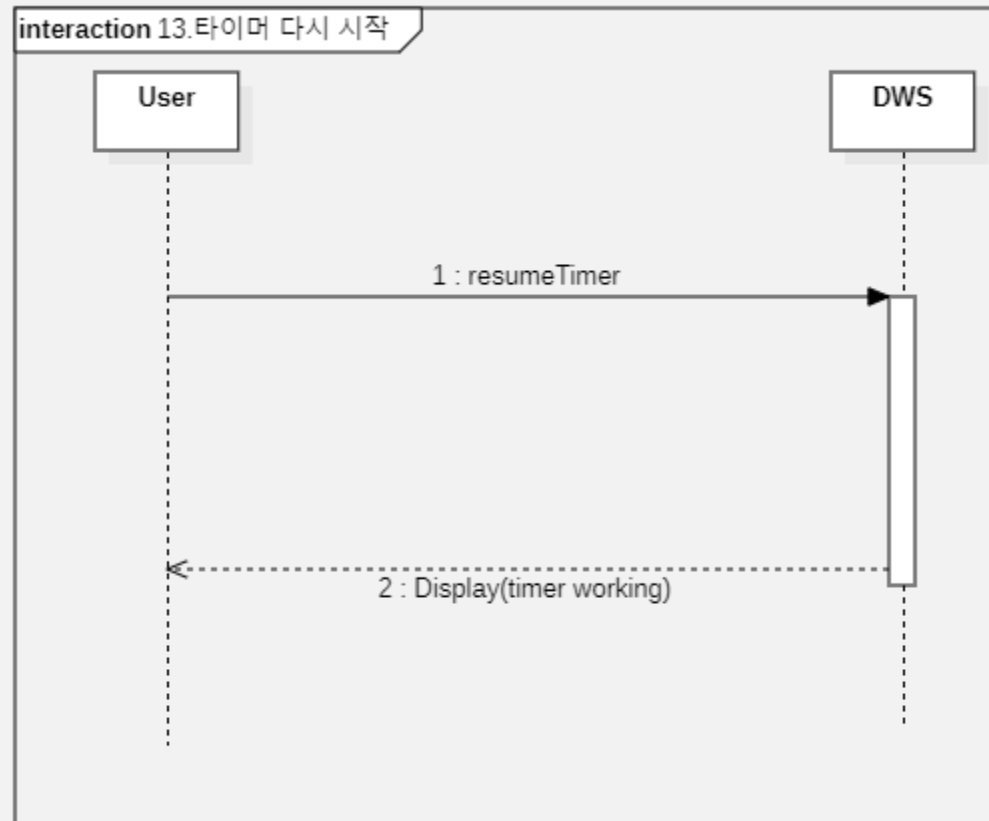 interaction 13.타이머 다시 시작
User
DWS
1 : resumeTimer
2 : Display(timer working)